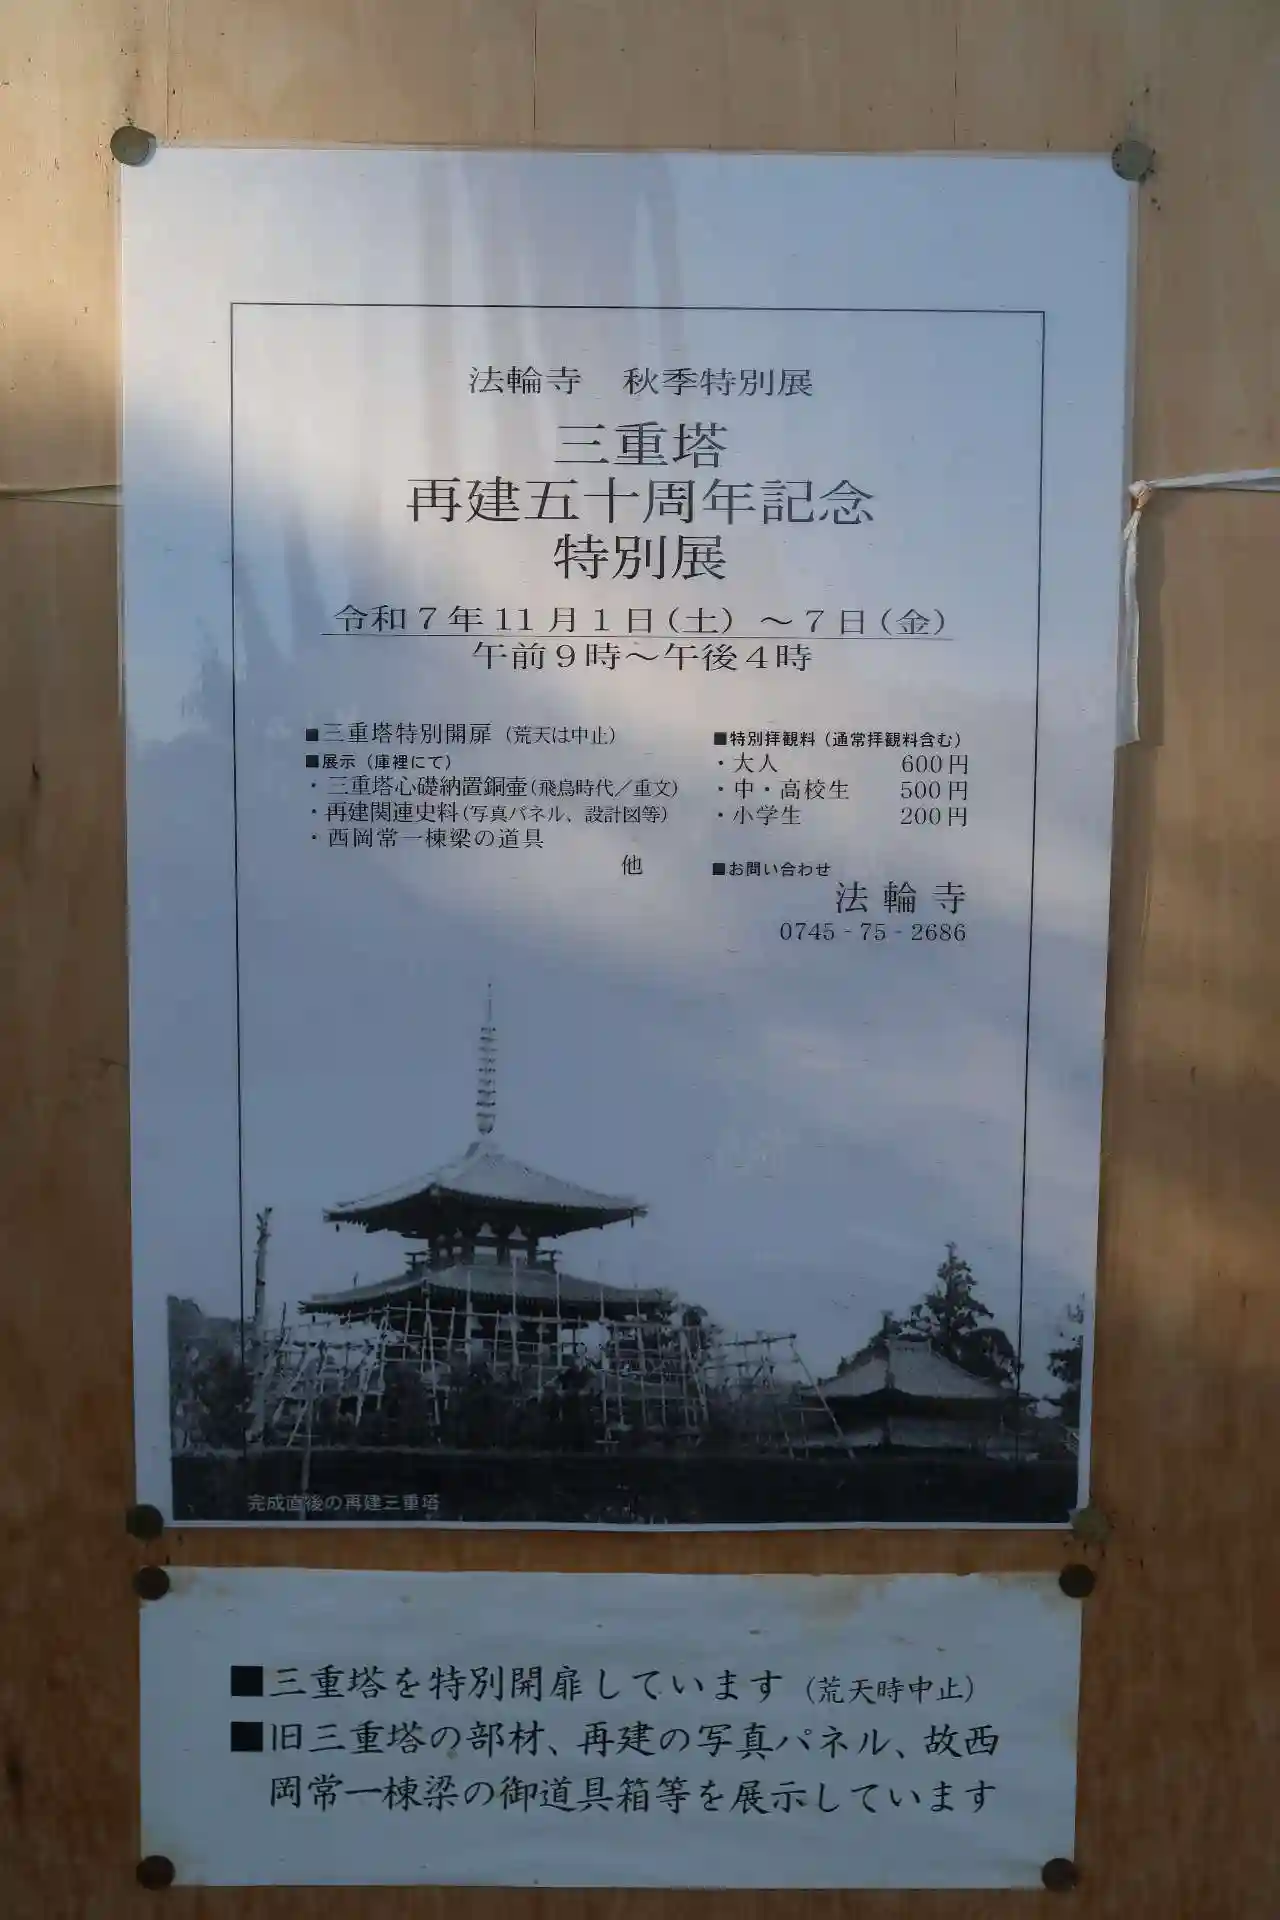 法輪寺　秋季特別展
三重塔
再建五十周年記念
特別展
令和7年11月1日(土)～7日(金)
午前9時～午後4時
■三重塔特別開扉(荒天は中止)
■展示(庫裡にて)
・三重塔心礎納置銅壺(飛鳥時代／重文)
・再建関連史料(写真パネル、設計図等)
・西岡常一棟梁の道具
他
■特別拝観料(通常拝観料含む)
・大人　600円
・中・高校生　500円
・小学生　200円
■お問い合わせ
法輪寺
0745-75-2686
完成直後の再建三重塔
■三重塔を特別開扉しています(荒天時中止)
■旧三重塔の部材、再建の写真パネル、故西
岡常一棟梁の御道具箱等を展示しています